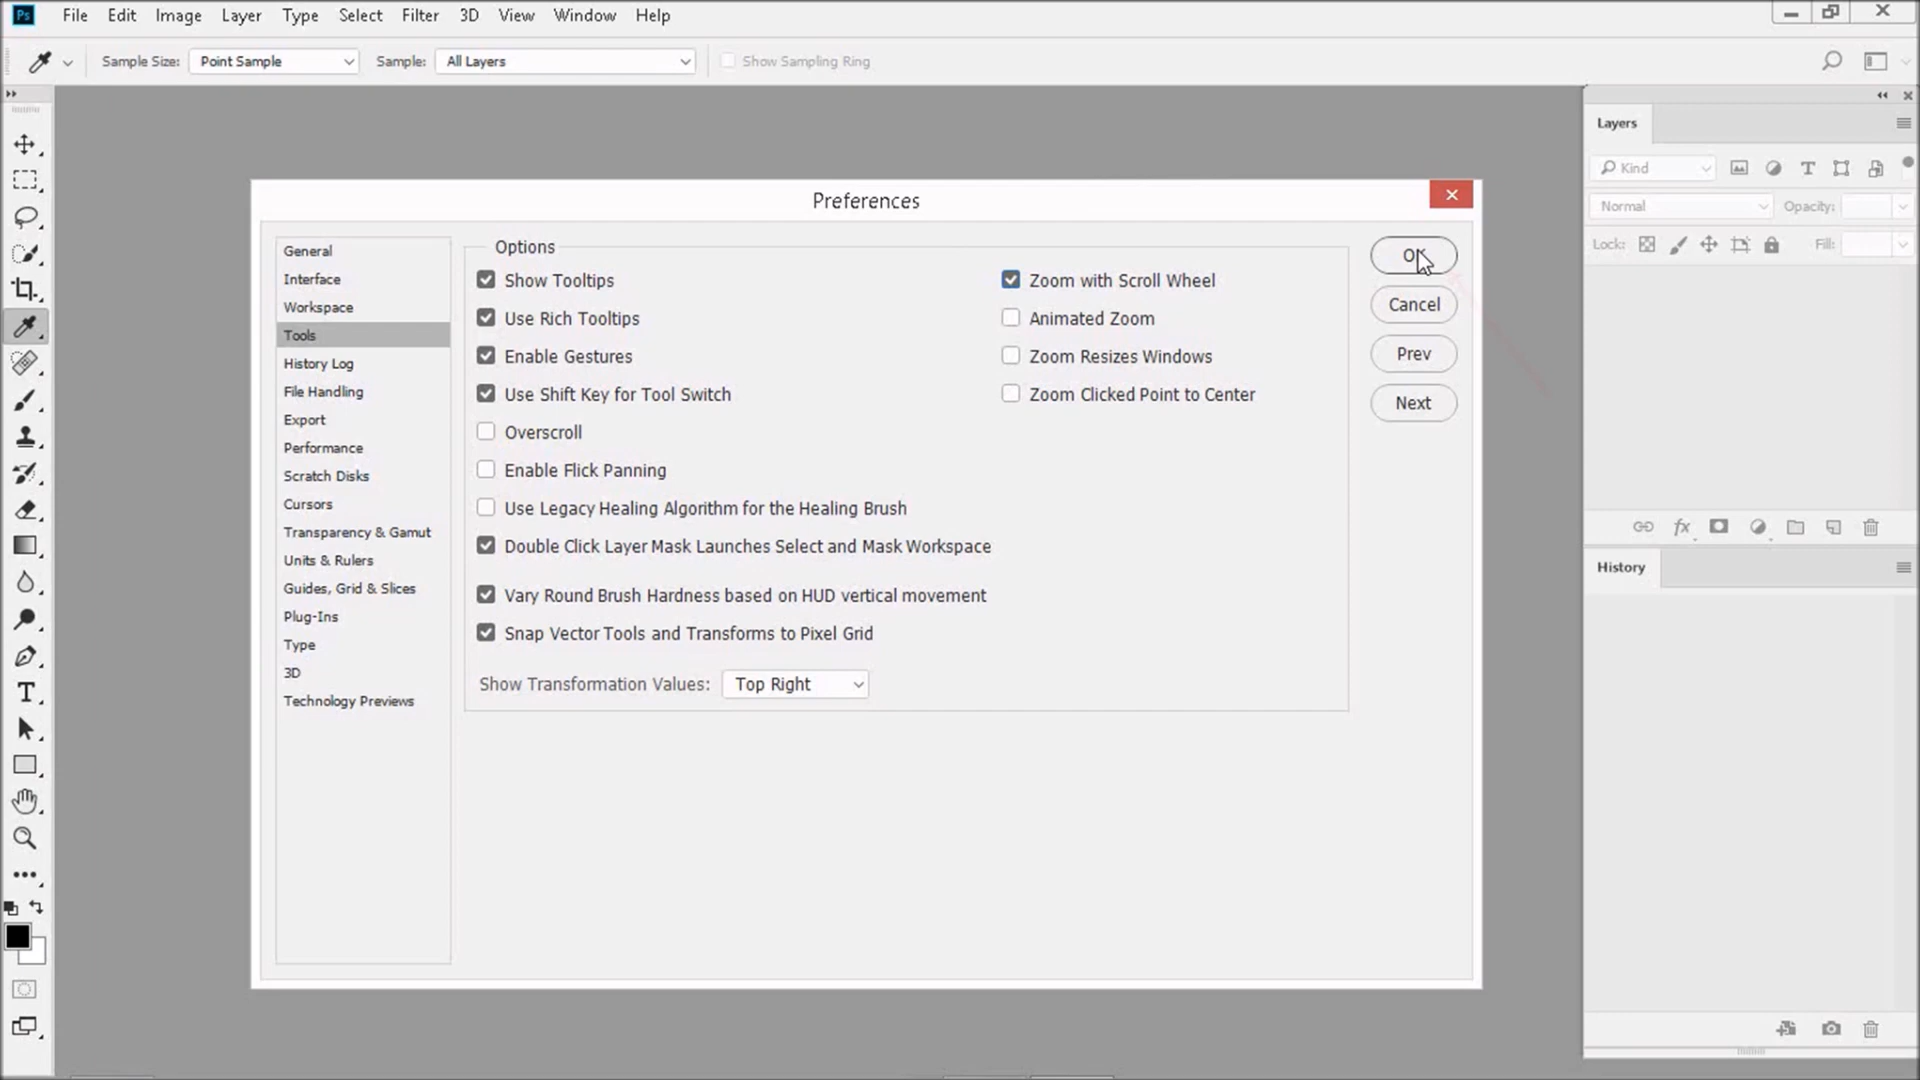 Ps File Edit Image Layer Type Select Filter 3D View Window Help
Sample Size: Point Sample Sample: All Layers Show Sampling Ring
Layers
Kind
Normal Opacity:
Lock: Fill:
History
Preferences
General
Interface
Workspace
Tools
History Log
File Handling
Export
Performance
Scratch Disks
Cursors
Transparency & Gamut
Units & Rulers
Guides, Grid & Slices
Plug-Ins
Type
3D
Technology Previews
Options
Show Tooltips
Use Rich Tooltips
Enable Gestures
Use Shift Key for Tool Switch
Overscroll
Enable Flick Panning
Use Legacy Healing Algorithm for the Healing Brush
Double Click Layer Mask Launches Select and Mask Workspace
Vary Round Brush Hardness based on HUD vertical movement
Snap Vector Tools and Transforms to Pixel Grid
Show Transformation Values: Top Right
Zoom with Scroll Wheel
Animated Zoom
Zoom Resizes Windows
Zoom Clicked Point to Center
OK
Cancel
Prev
Next